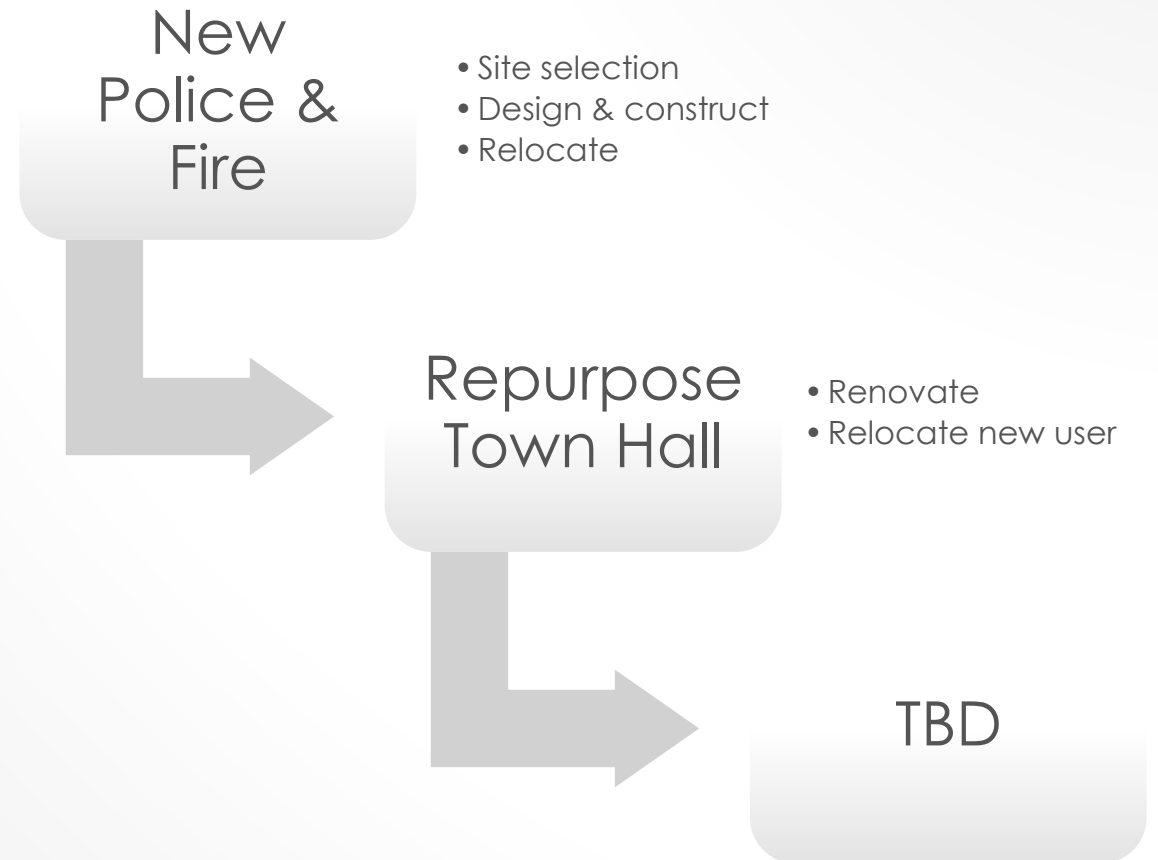 New
Police &
Fire
• Site selection
• Design & construct
• Relocate
Repurpose
Town Hall
• Renovate
• Relocate new user
TBD